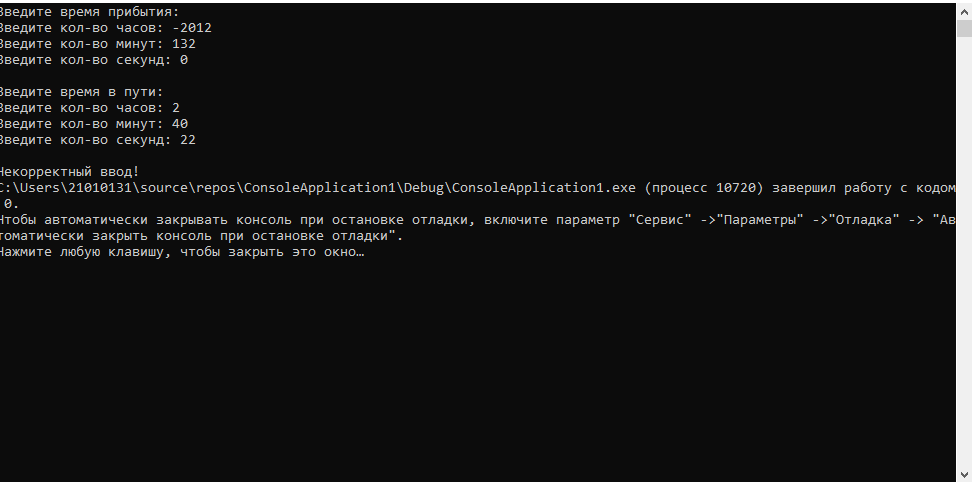 Введите время прибытия:
Введите кол-во часов: -2012
Введите кол-во минут: 132
Введите кол-во секунд: 0
Введите время в пути:
Введите кол-во часов: 2
Введите кол-во минут: 40
Введите кол-во секунд: 22
Некорректный ввод!
C:\Users\21010131\source\repos\ConsoleApplication1\Debug\ConsoleApplication1.exe (процесс 10720) завершил работу с кодом
 0.
Чтобы автоматически закрывать консоль при остановке отладки, включите параметр "Сервис" ->"Параметры" ->"Отладка" -> "Ав
томатически закрыть консоль при остановке отладки".
Нажмите любую клавишу, чтобы закрыть это окно…